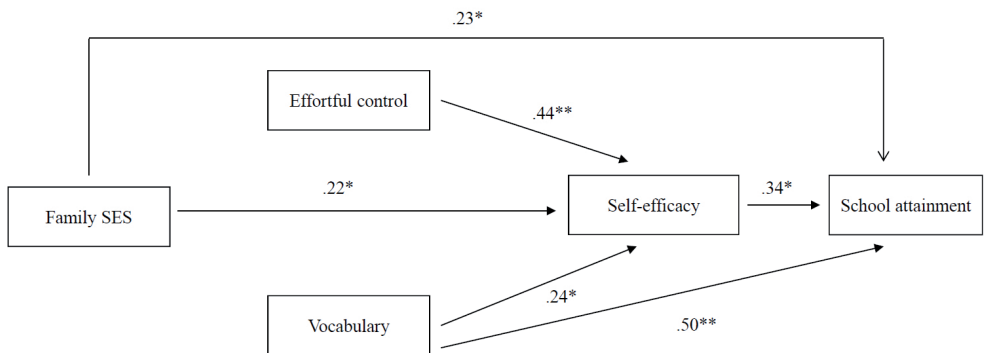 .23*
Effortful control
.44**
.22*
.34*
Family SES
Self-efficacy
School attainment
.24*
Vocabulary
.50**